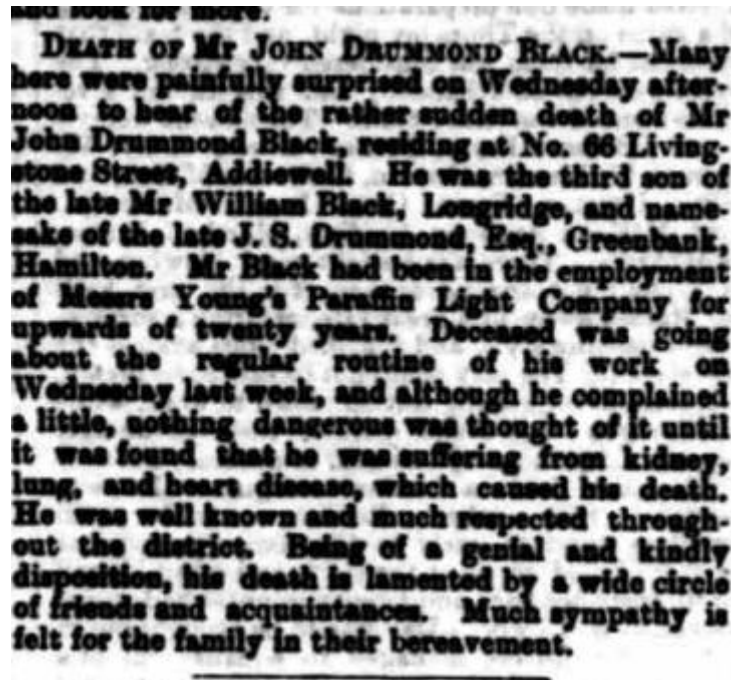 and look for more.
DEATH OF MR JOHN DRUMMOND BLACK.—Many
here were painfully surprised on Wednesday after-
noon to hear of the rather sudden death of Mr
John Drummond Black, residing at No. 66 Living-
stone Street, Addiewell. He was the third son of
the late Mr William Black, Longridge, and name-
sake of the late J. S. Drummond, Esq., Greenbank,
Hamilton. Mr Black had been in the employment
of Messrs Young's Paraffin Light Company for
upwards of twenty years. Deceased was going
about the regular routine of his work on
Wednesday last week, and although he complained
a little, nothing dangerous was thought of it until
it was found that he was suffering from kidney,
lung, and heart disease, which caused his death.
He was well known and much respected through-
out the district. Being of a genial and kindly
disposition, his death is lamented by a wide circle
of friends and acquaintances. Much sympathy is
felt for the family in their bereavement.